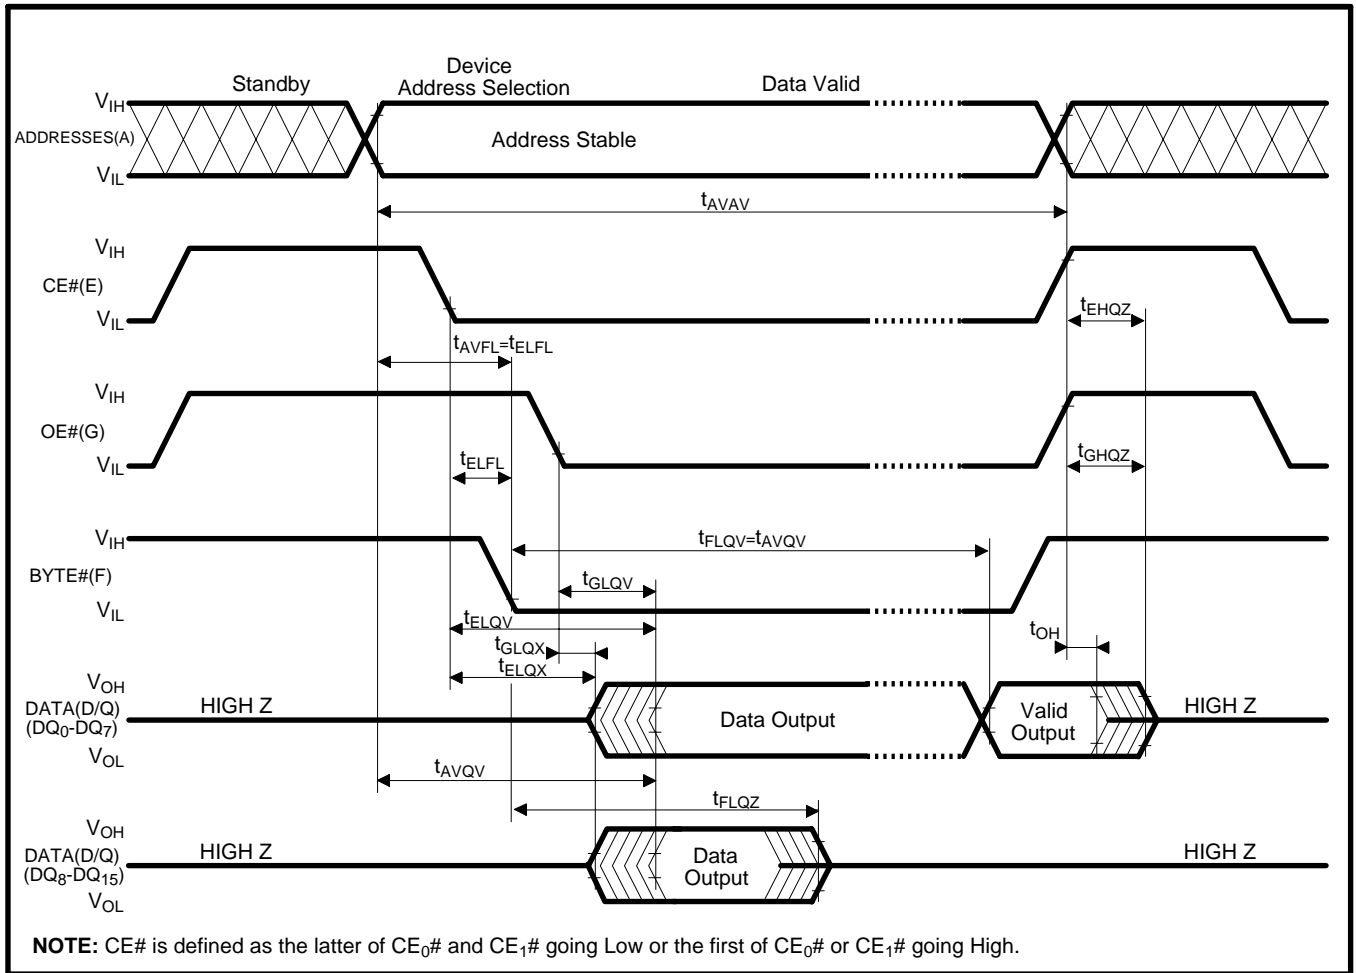 Standby
Device
Address Selection
Data Valid
VIH
ADDRESSES(A)
Address Stable
VIL
tAVAV
VIH
CE#(E)
VIL
tEHQZ
tAVFL=tELFL
VIH
OE#(G)
VIL
tELFL
tGHQZ
VIH
BYTE#(F)
VIL
tFLQV=tAVQV
tGLQV
tELQV
tOH
tGLQX
tELQX
VOH
DATA(D/Q)
(DQ0-DQ7)
VOL
HIGH Z
Data Output
Valid
Output
HIGH Z
tAVQV
tFLQZ
VOH
DATA(D/Q)
(DQ8-DQ15)
VOL
HIGH Z
Data
Output
HIGH Z
NOTE: CE# is defined as the latter of CE0# and CE1# going Low or the first of CE0# or CE1# going High.